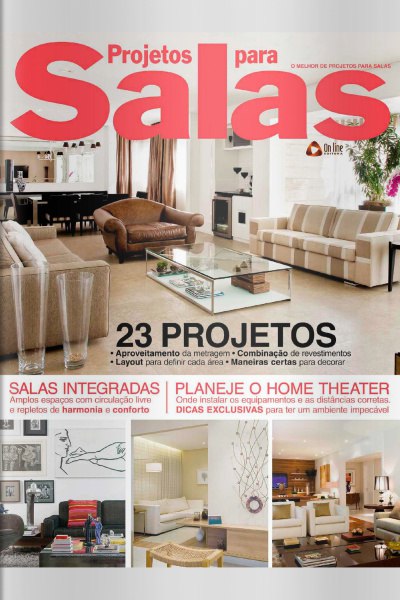 Projetos para
Salas
O MELHOR DE PROJETOS PARA SALAS
On line
EDITORA
23 PROJETOS
• Aproveitamento da metragem • Combinação de revestimentos
• Layout para definir cada área • Maneiras certas para decorar
SALAS INTEGRADAS
Amplos espaços com circulação livre
e repletos de harmonia e conforto
PLANEJE O HOME THEATER
Onde instalar os equipamentos e as distâncias corretas.
DICAS EXCLUSIVAS para ter um ambiente impecável